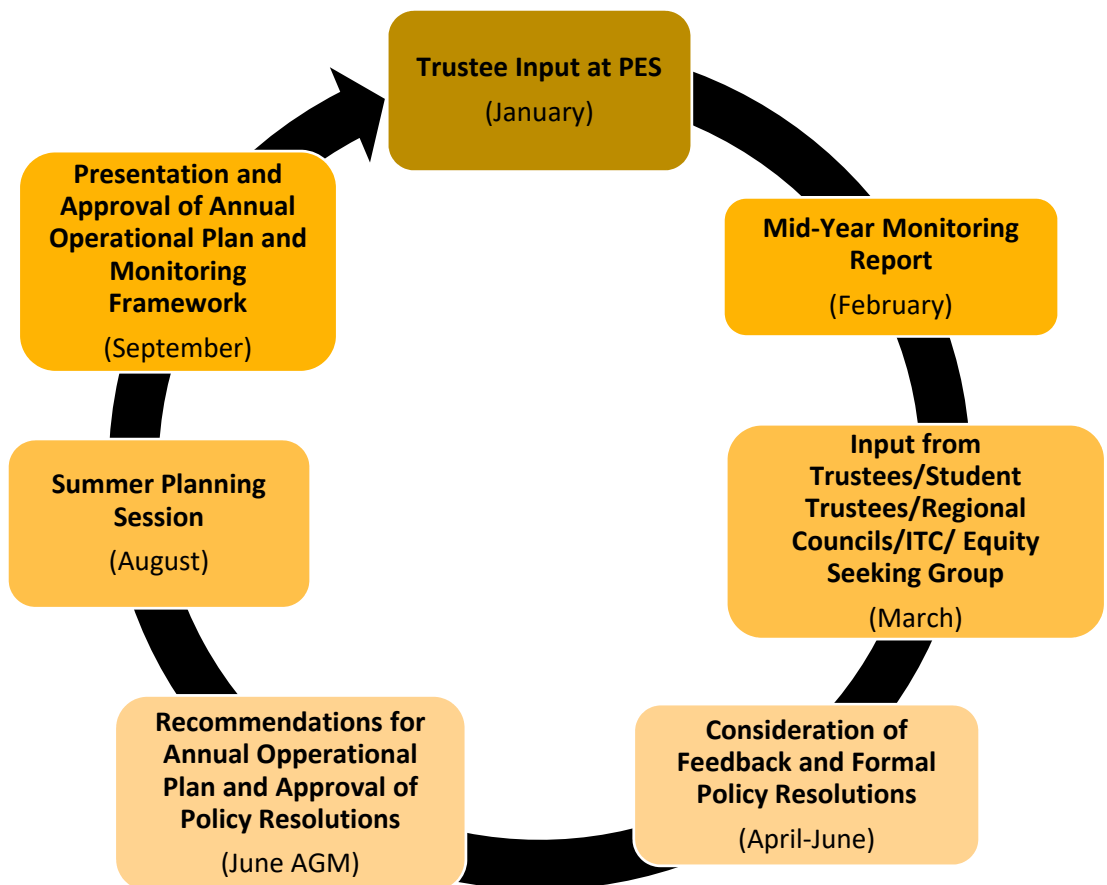 Trustee Input at PES
(January)
Mid-Year Monitoring
Report
(February)
Input from
Trustees/Student
Trustees/Regional
Councils/ITC/ Equity
Seeking Group
(March)
Consideration of
Feedback and Formal
Policy Resolutions
(April-June)
Recommendations for
Annual Opperational
Plan and Approval of
Policy Resolutions
(June AGM)
Summer Planning
Session
(August)
Presentation and
Approval of Annual
Operational Plan and
Monitoring
Framework
(September)